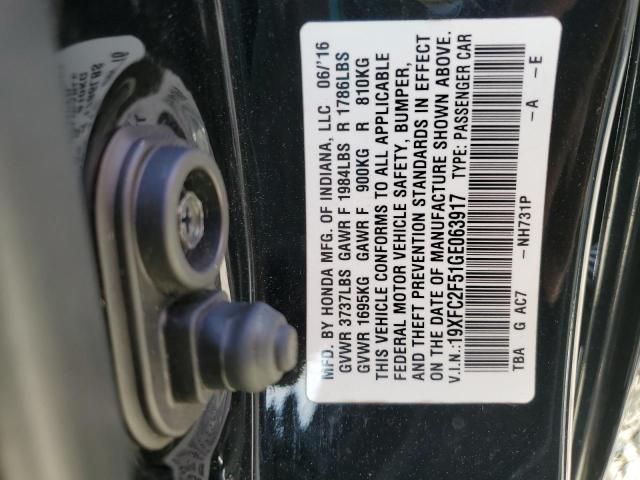 MFD. BY HONDA MFG. OF INDIANA, LLC 06/'16
GVWR 3737LBS GAWR F 1984LBS R 1786LBS
GVWR 1695KG GAWR F 900KG R 810KG
THIS VEHICLE CONFORMS TO ALL APPLICABLE
FEDERAL MOTOR VEHICLE SAFETY, BUMPER,
AND THEFT PREVENTION STANDARDS IN EFFECT
ON THE DATE OF MANUFACTURE SHOWN ABOVE.
V.I.N.:19XFC2F51GE063917 TYPE: PASSENGER CAR
TBA G AC7 -NH731P -A -E